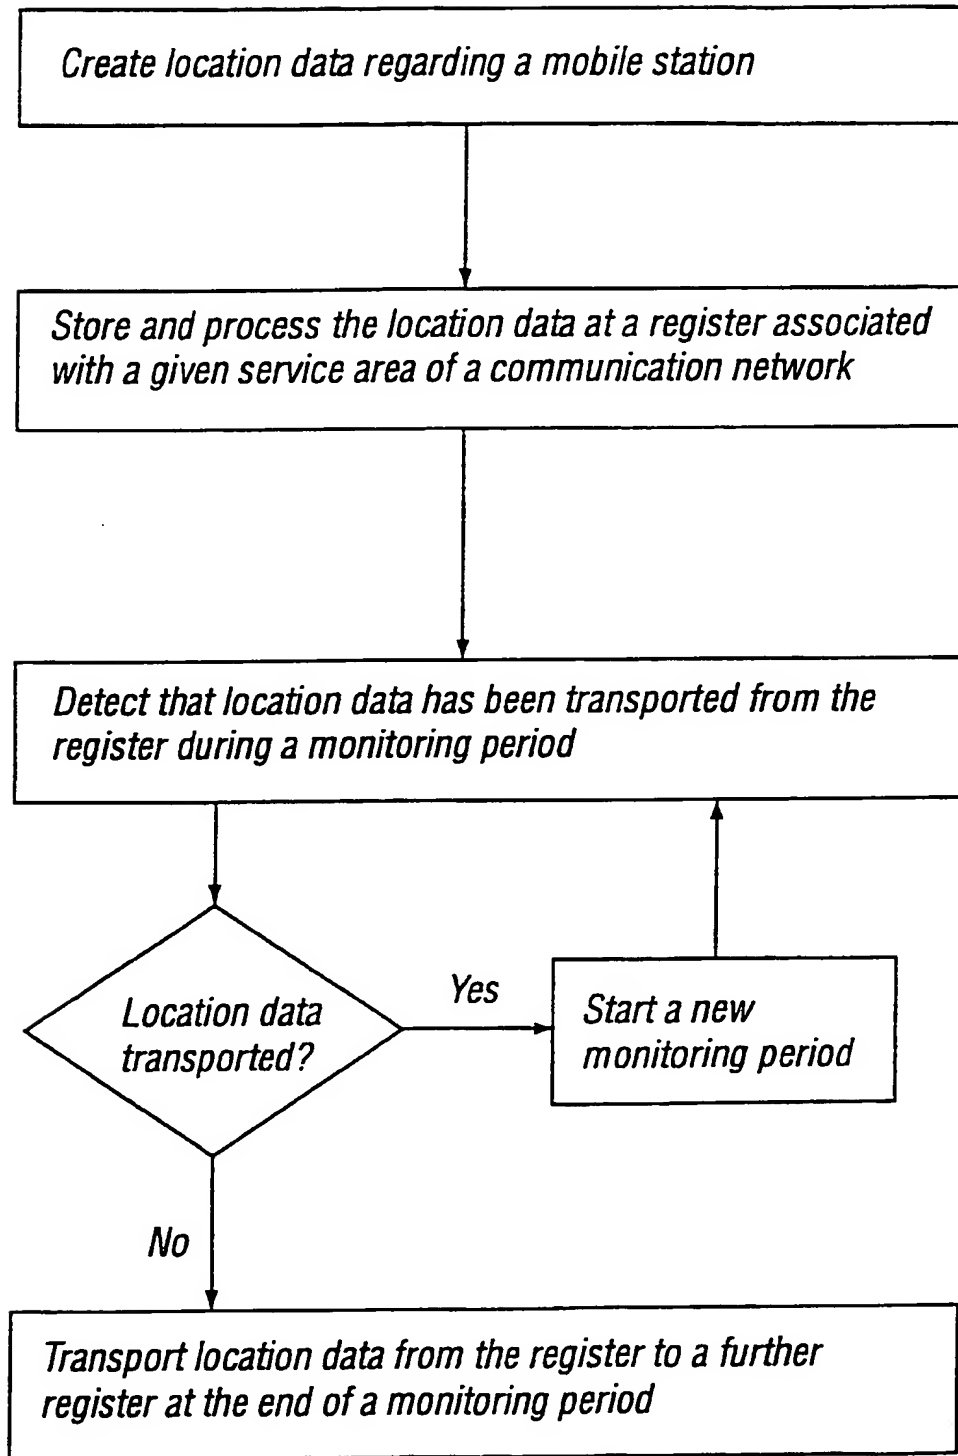 Create location data regarding a mobile station
Store and process the location data at a register associated
with a given service area of a communication network
Detect that location data has been transported from the
register during a monitoring period
Location data
transported?
Yes
Start a new
monitoring period
No
Transport location data from the register to a further
register at the end of a monitoring period